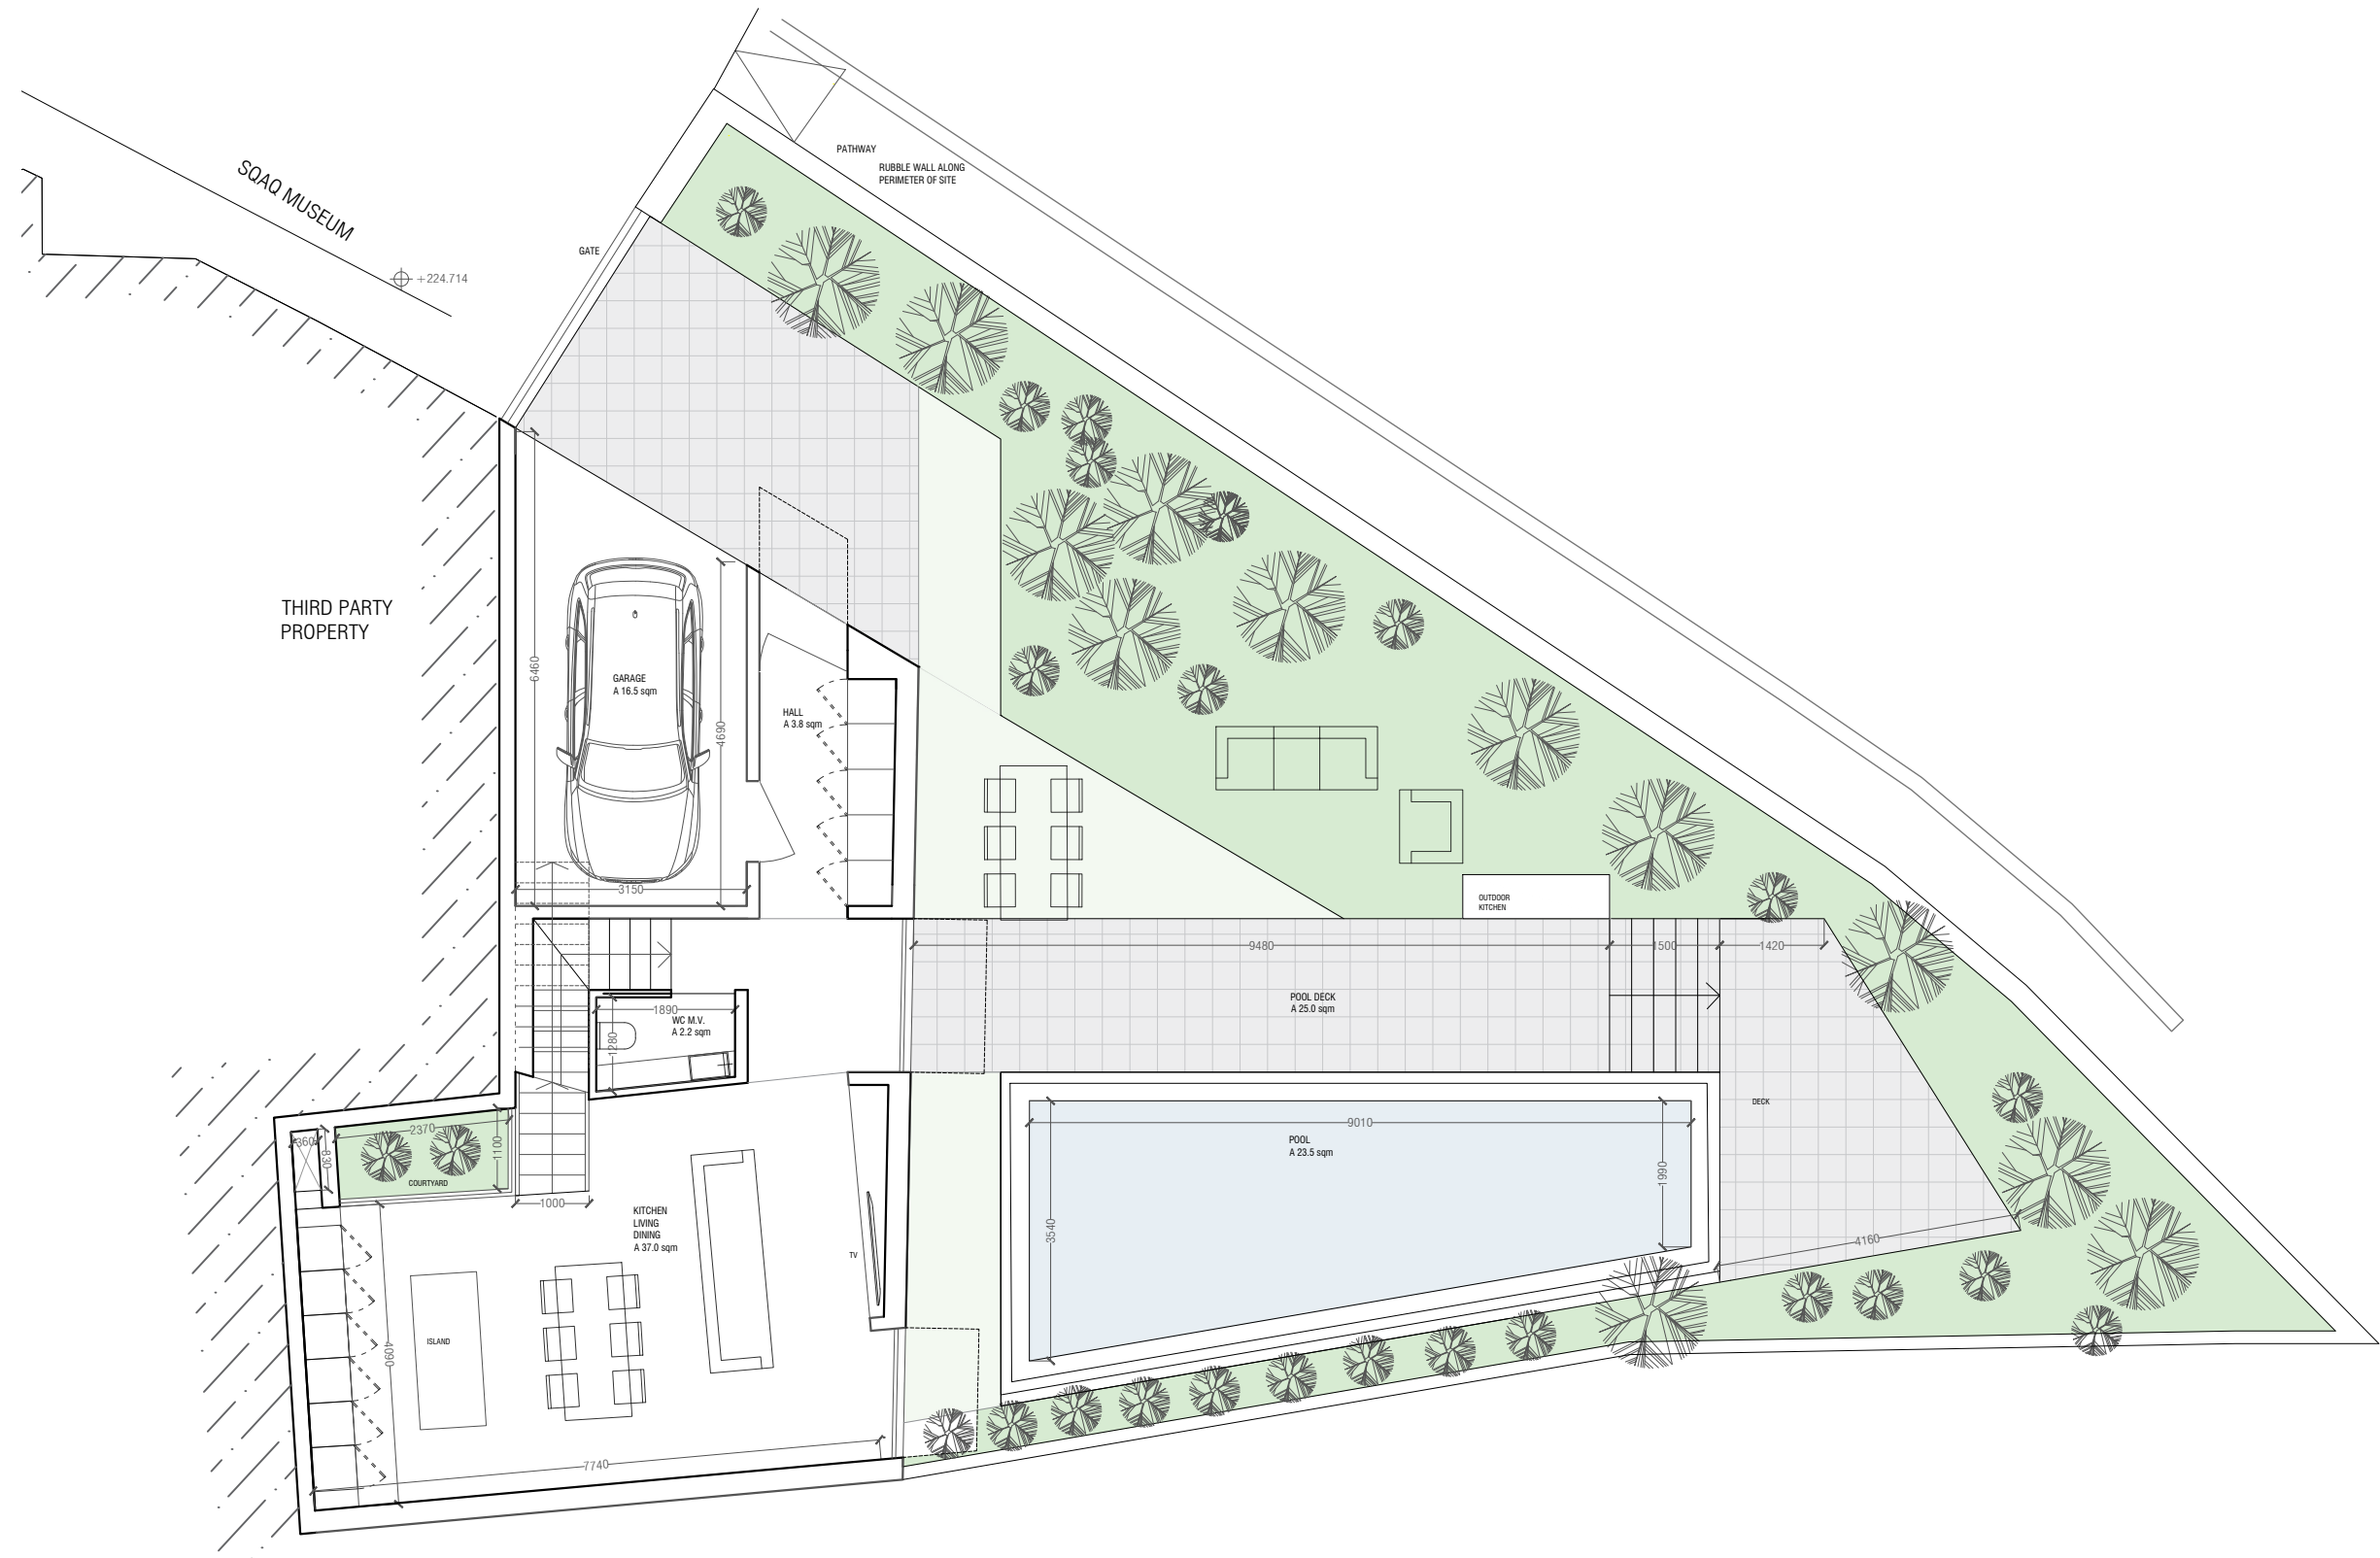 SQAQ MUSEUM
PATHWAY
RUBBLE WALL ALONG
PERIMETER OF SITE
GATE
+224.714
THIRD PARTY
PROPERTY
6460
GARAGE
A 16.5 sqm
4690
HALL
A 3.8 sqm
3150
OUTDOOR
KITCHEN
9480
1500
1420
POOL DECK
A 25.0 sqm
1890
WC M.V.
A 2.2 sqm
1280
DECK
9010
POOL
A 23.5 sqm
1990
3540
4160
360
830
2370
1100
COURTYARD
1000
KITCHEN
LIVING
DINING
A 37.0 sqm
TV
ISLAND
4090
7740